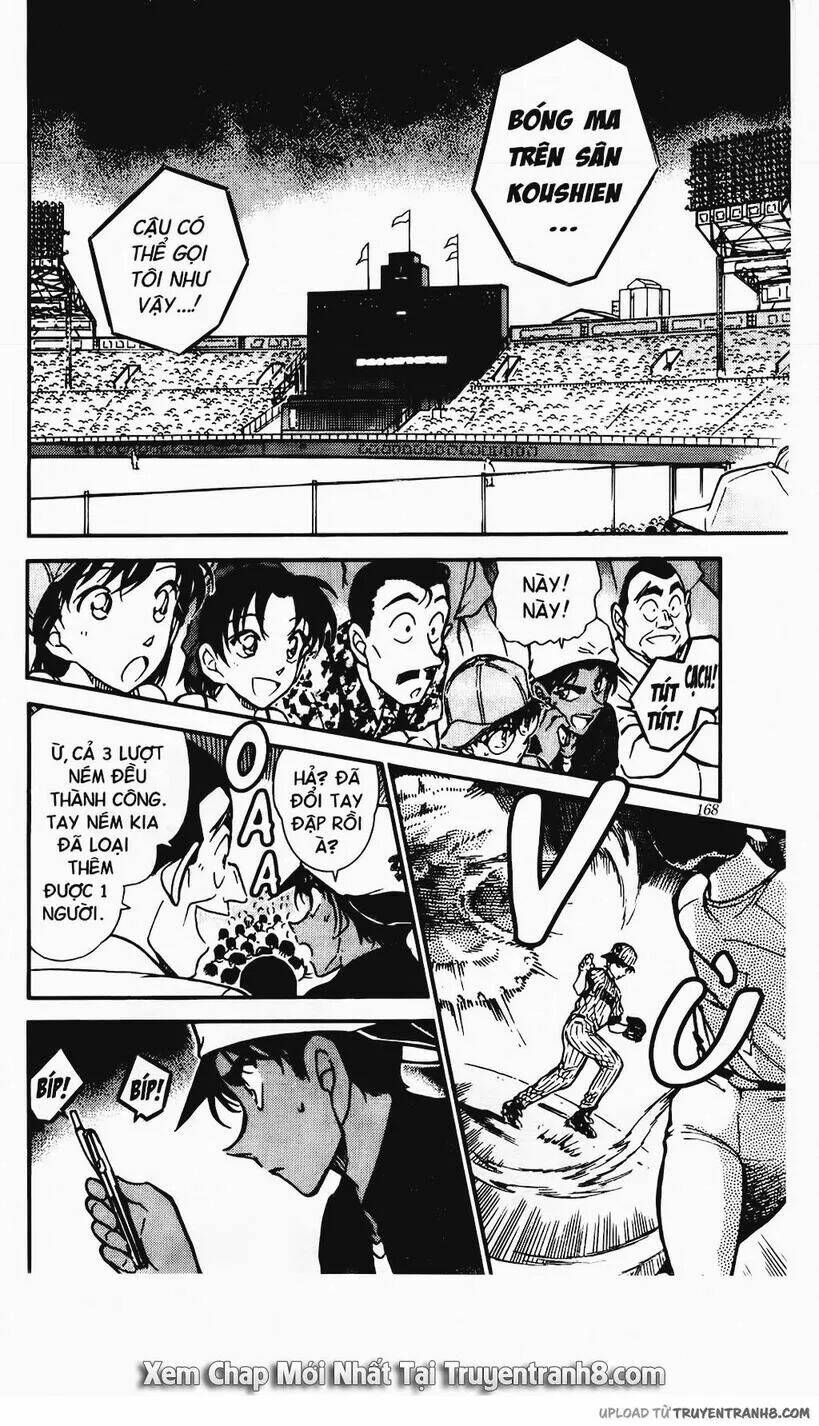 BÓNG MA
TRÊN SÂN
KOUSHIEN
...
CẬU CÓ
THỂ GỌI
TÔI NHƯ
VẬY...!
NÀY!
NÀY!
CẠCH!
TÚT
TÚT!
168
Ừ, CẢ 3 LƯỢT
NÉM ĐỀU
THÀNH CÔNG.
TAY NÉM KIA
ĐÃ LOẠI
THÊM
ĐƯỢC 1
NGƯỜI.
OAAA
HẢ? ĐÃ
ĐỔI TAY
ĐẬP RỒI
À?
VÚ
BÍP!
BÍP!
Xem Chap Mới Nhất Tại Truyentranh8.com
UPLOAD TỪ TRUYENTRANH8.COM